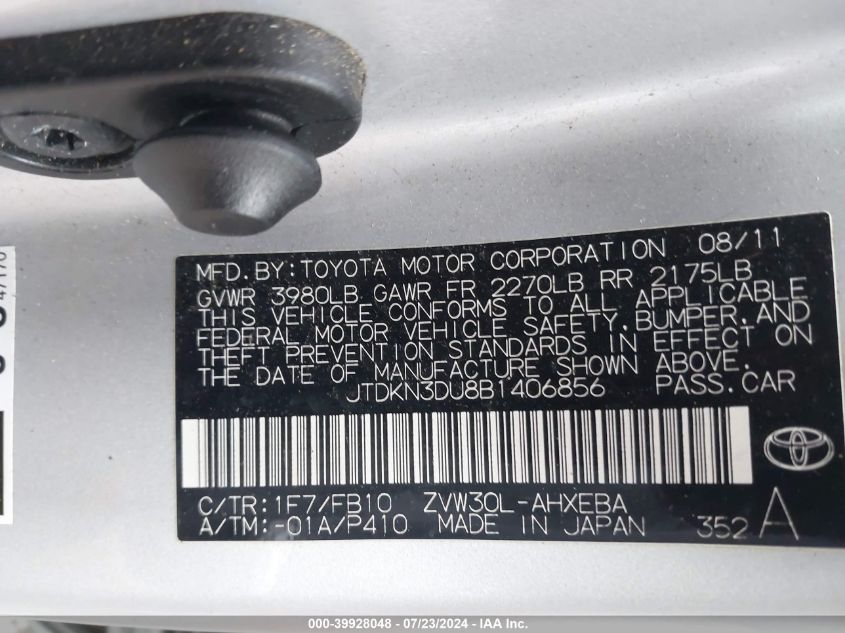 MFD.BY:TOYOTA MOTOR CORPORATION 08/11
GVWR 3980LB GAWR FR 2270LB RR 2175LB
THIS VEHICLE CONFORMS TO ALL APPLICABLE
FEDERAL MOTOR VEHICLE SAFETY,BUMPER,AND
THEFT PREVENTION STANDARDS IN EFFECT ON
THE DATE OF MANUFACTURE SHOWN ABOVE.
JTDKN3DU8B1406856 PASS.CAR
C/TR:1F7/FB10 ZVW30L-AHXEBA
A/TM:-01A/P410 MADE IN JAPAN 352 A
000-39928048 - 07/23/2024 - IAA Inc.